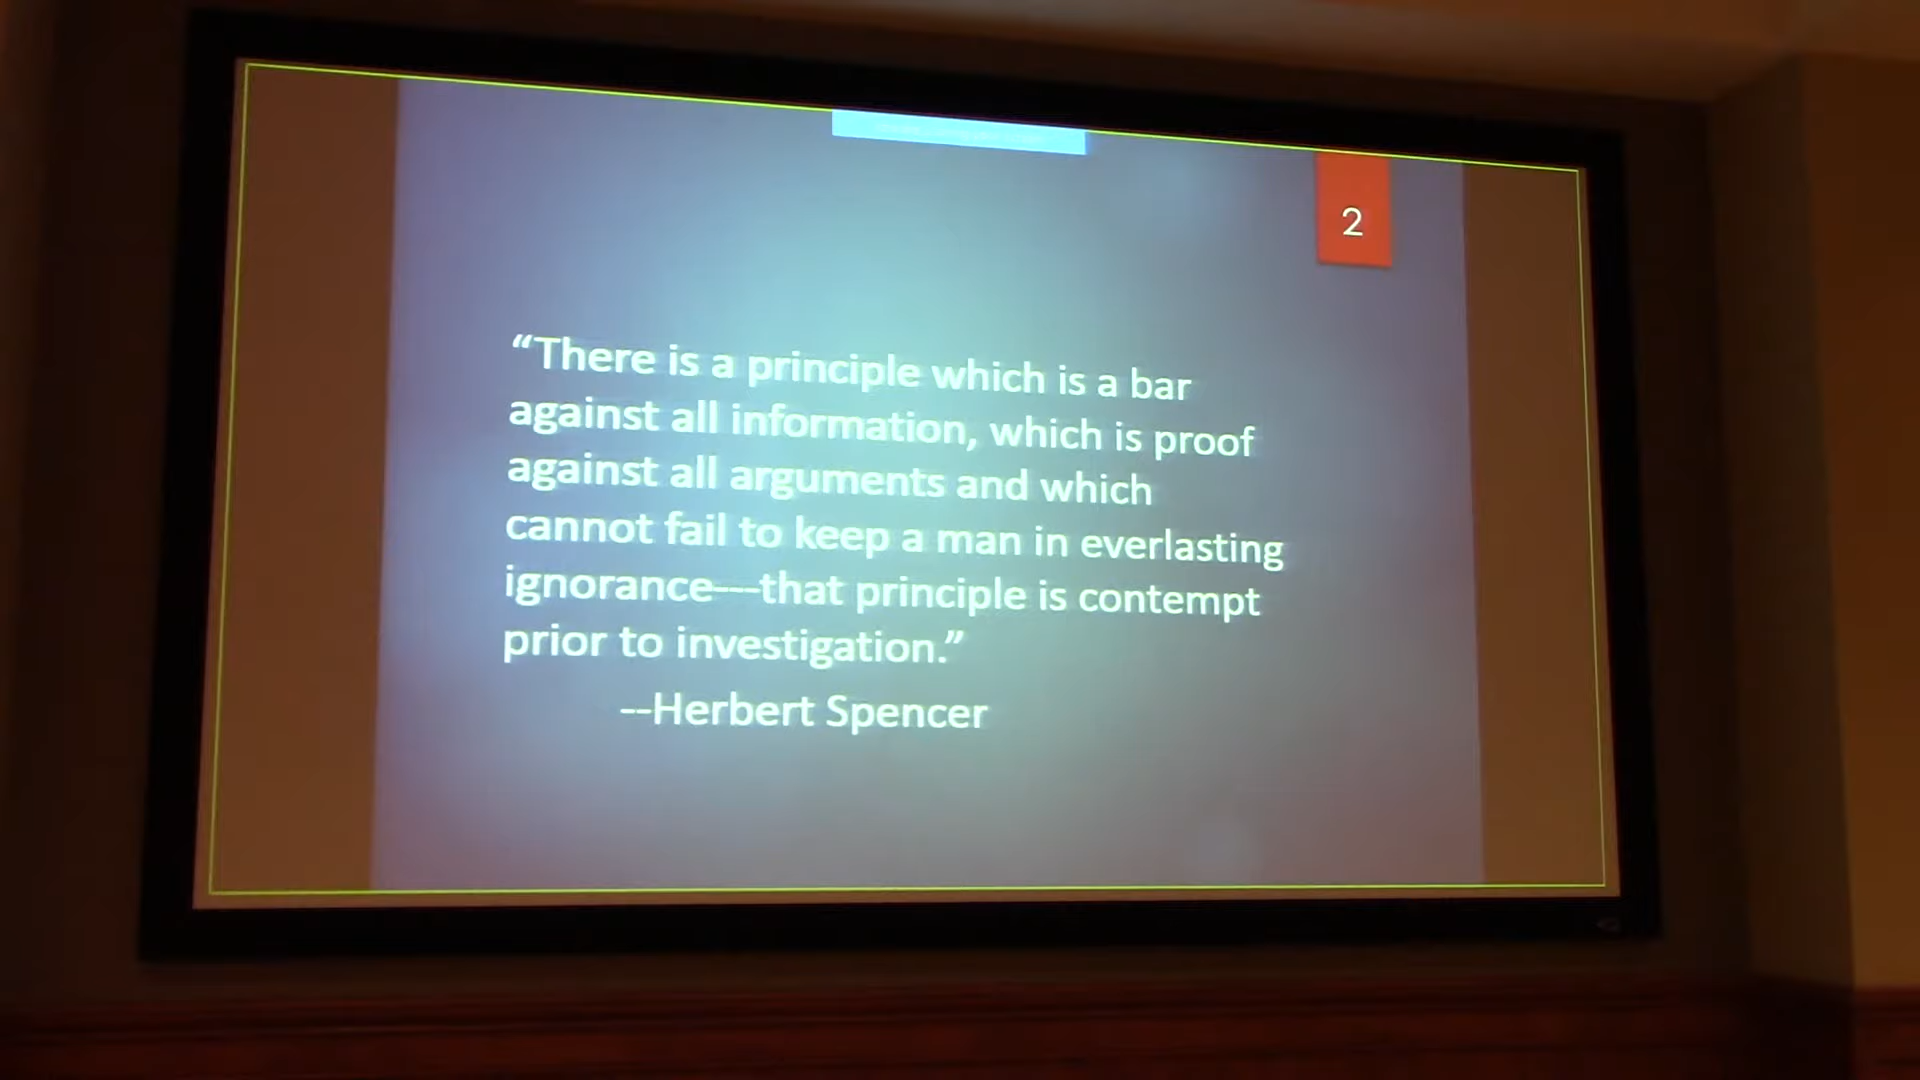 2
“There is a principle which is a bar
against all information, which is proof
against all arguments and which
cannot fail to keep a man in everlasting
ignorance---that principle is contempt
prior to investigation.”
--Herbert Spencer